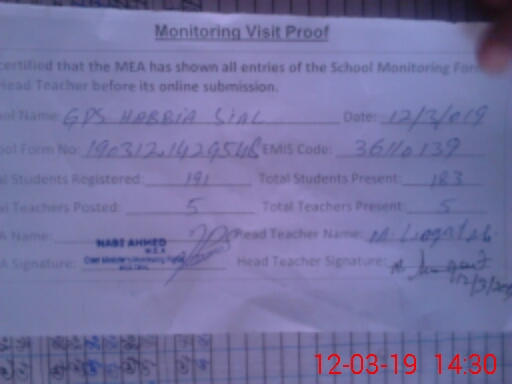 Monitoring Visit Proof
certified that the MEA has shown all entries of the School Monitoring Form
Head Teacher before its online submission.
ool Name: GPS HABBIA SIAL Date: 12/3/019
ool Form No: EMIS Code: 36110139
al Students Registered: 191 Total Students Present: 183
al Teachers Posted: 5 Total Teachers Present: 5
A Name: NABI AHMED Head Teacher Name:
M.E.A
A Signature: Head Teacher Signature:
12-03-19 14:30